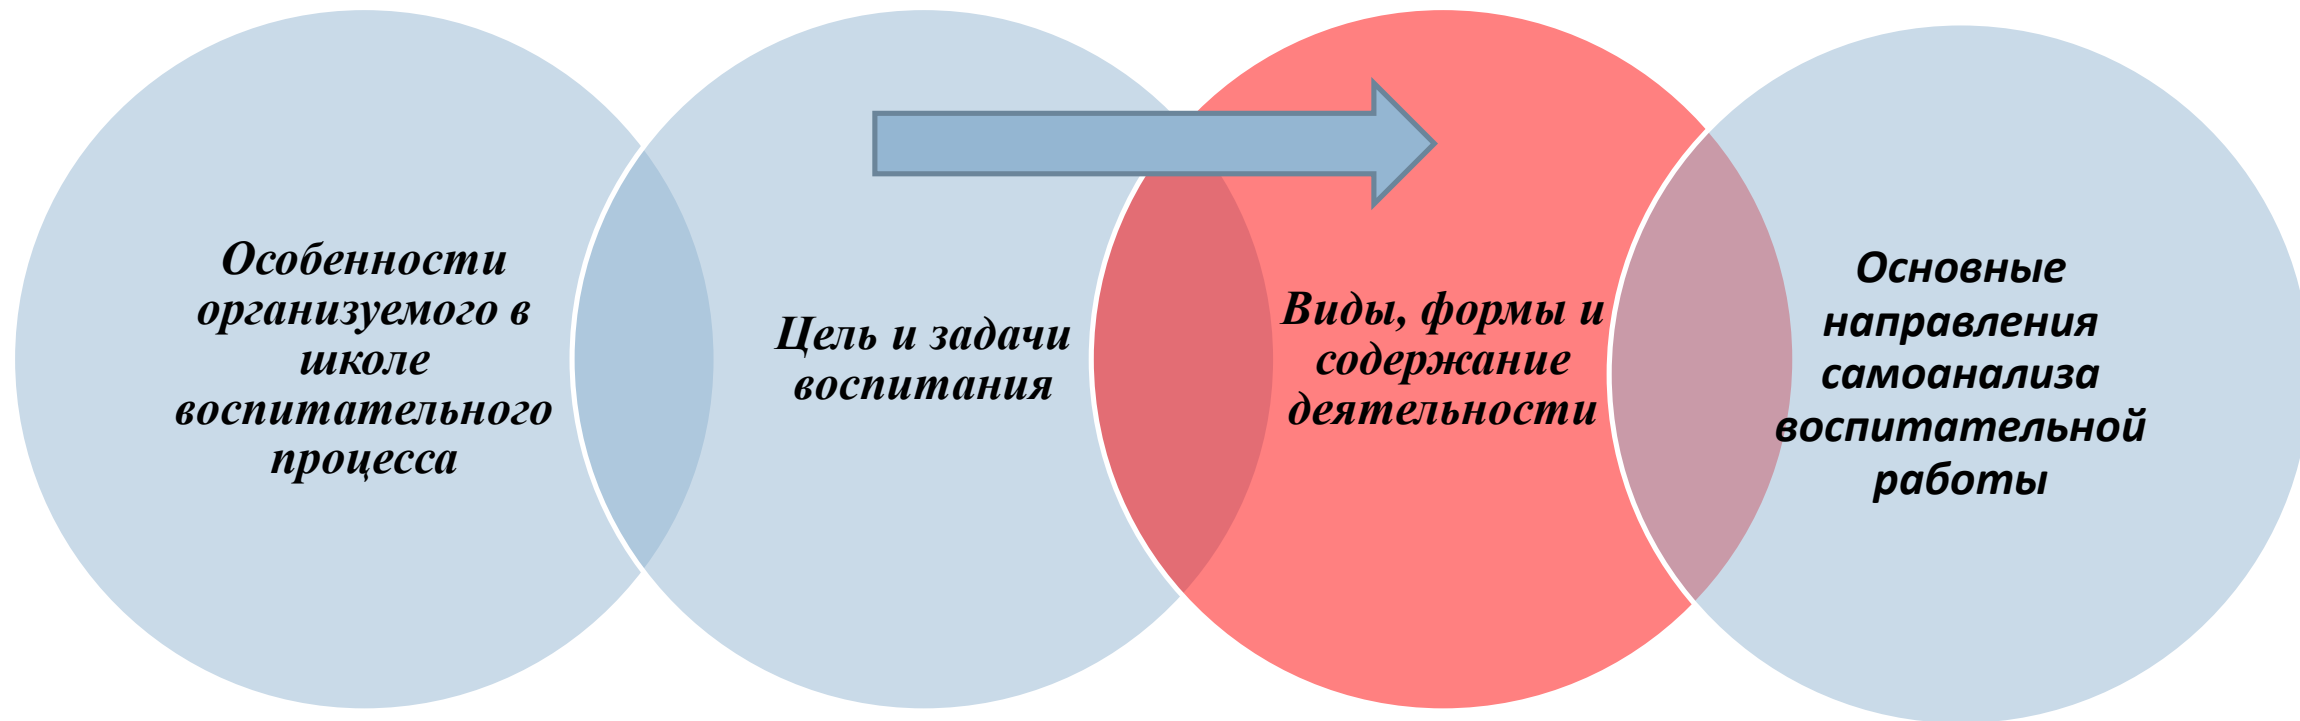 Особенности
организуемого в
школе
воспитательного
процесса
Цель и задачи
воспитания
Виды, формы и
содержание
деятельности
Основные
направления
самоанализа
воспитательной
работы